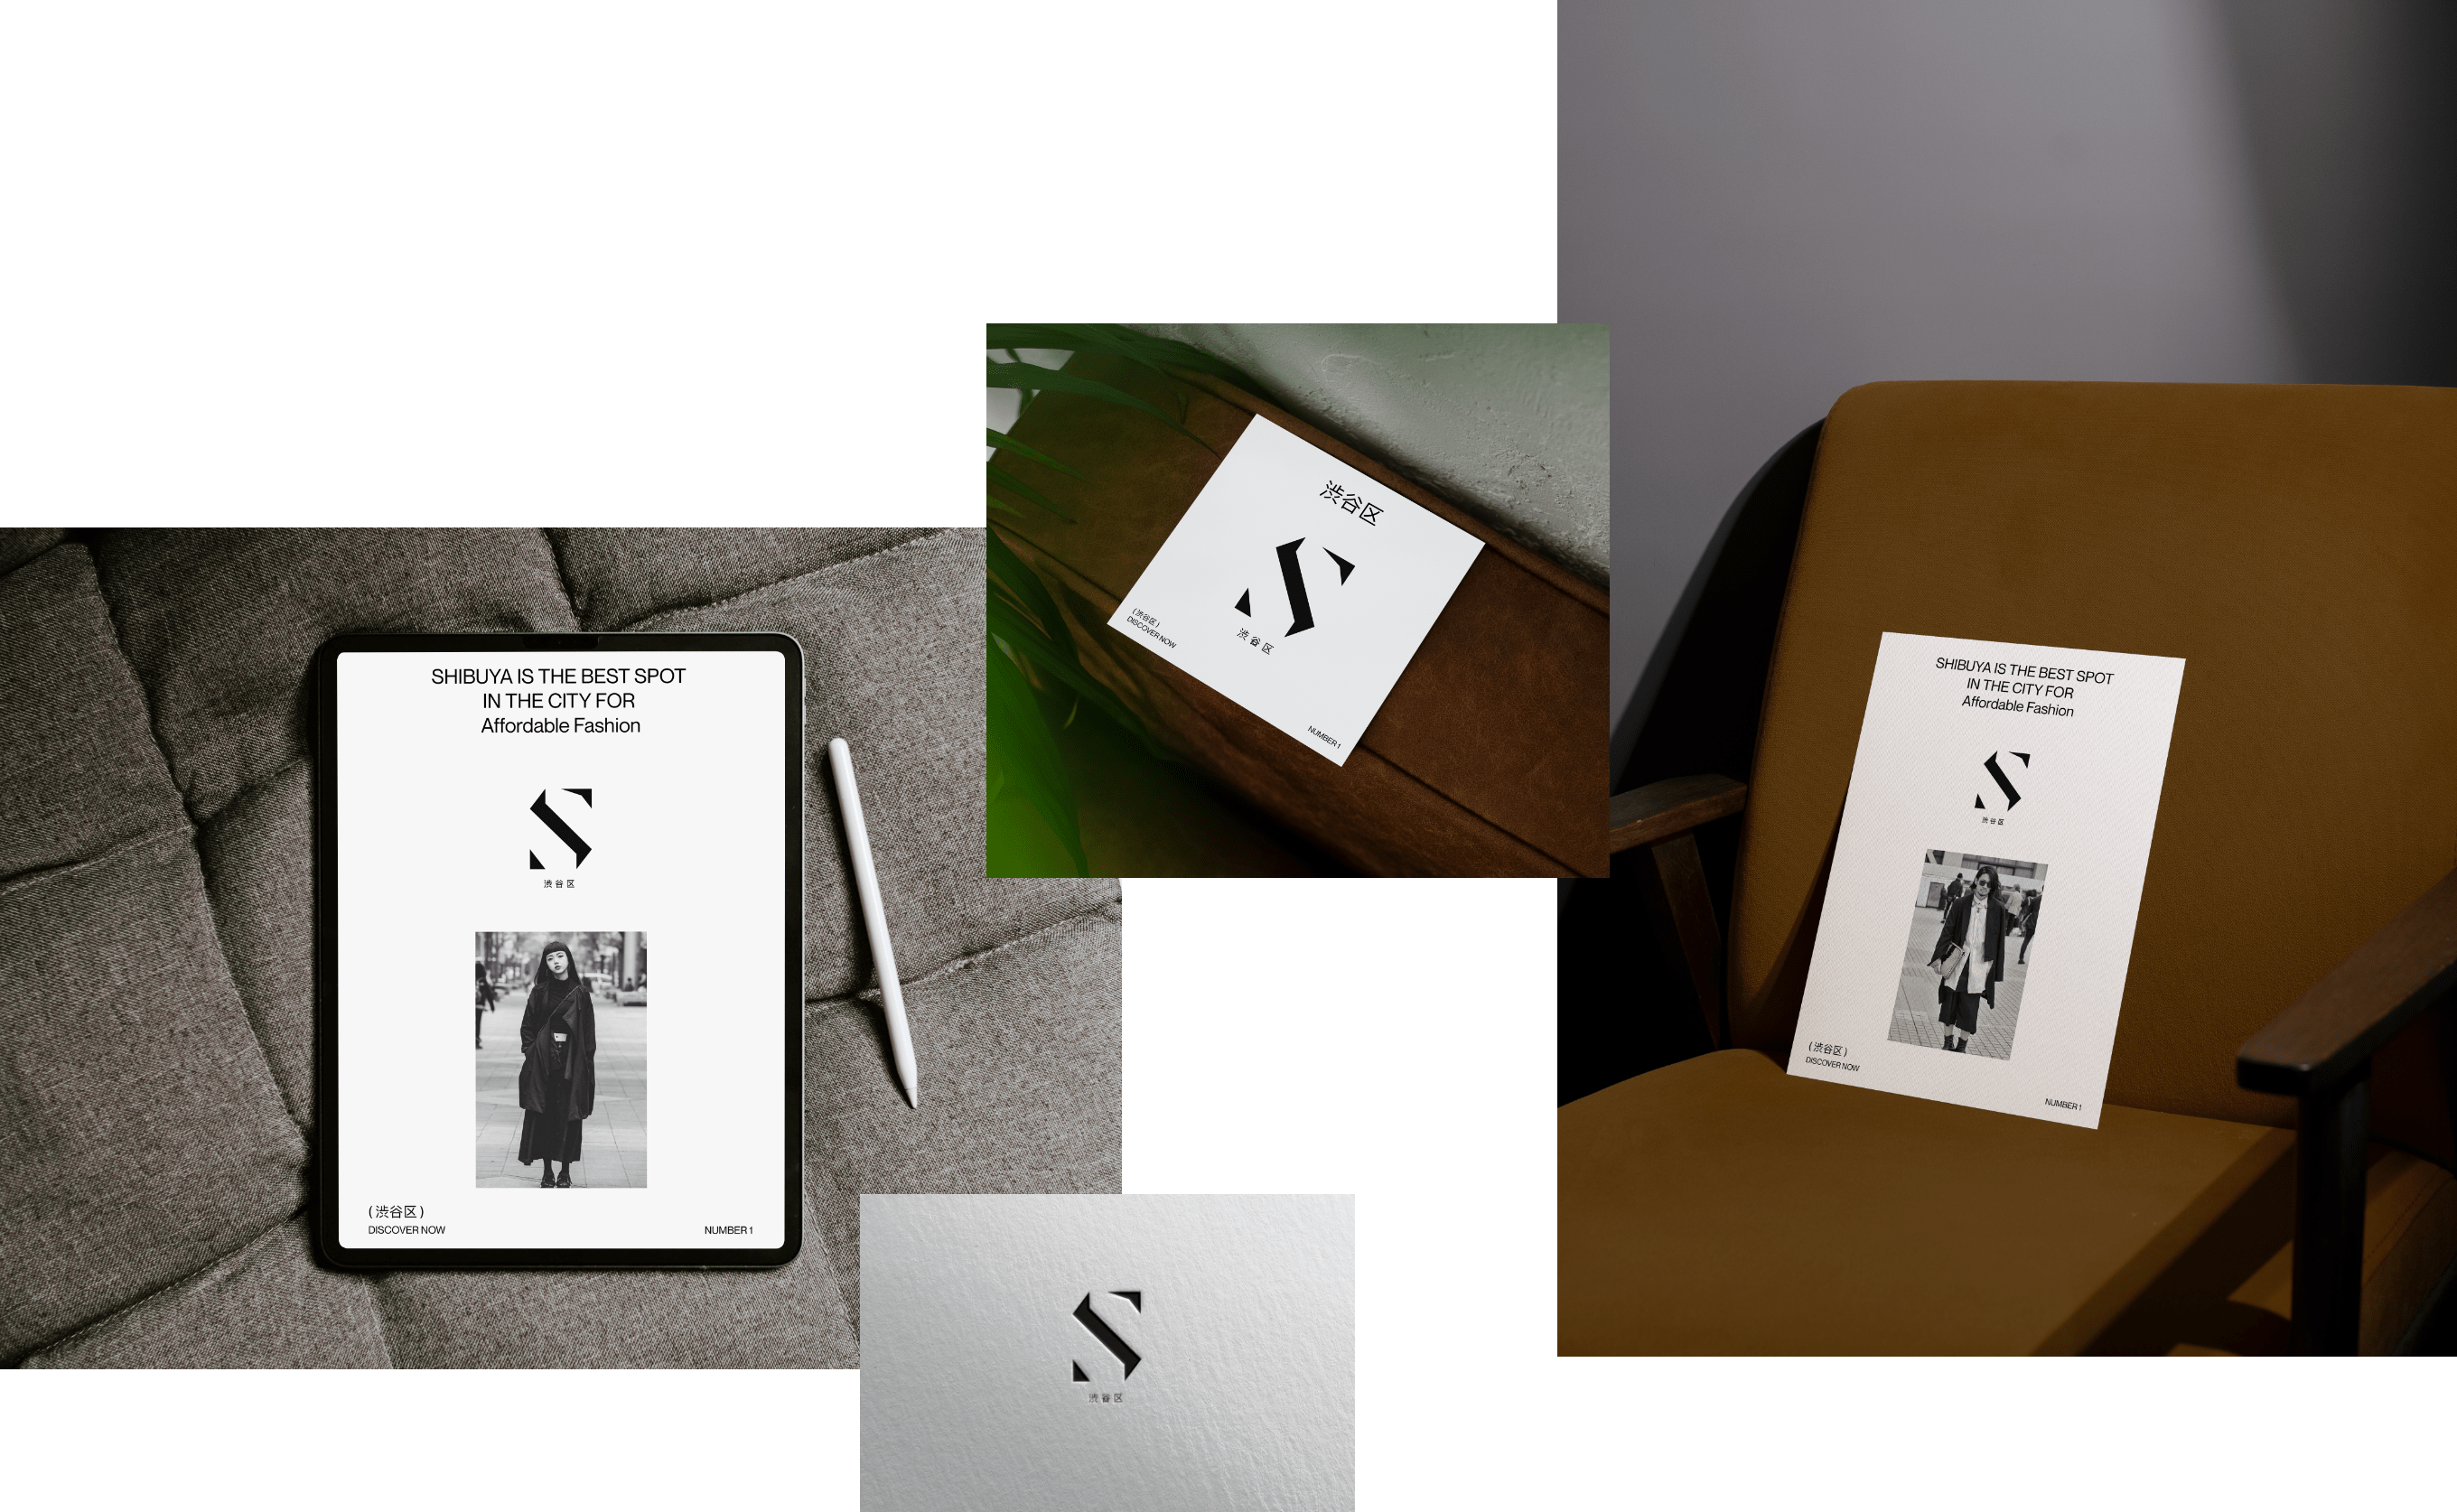 SHIBUYA IS THE BEST SPOT
IN THE CITY FOR
Affordable Fashion
S
渋谷区
(渋谷区)
DISCOVER NOW
NUMBER 1
渋谷区
S
渋谷区
(渋谷区)
DISCOVER NOW
NUMBER 1
S
渋谷区
SHIBUYA IS THE BEST SPOT
IN THE CITY FOR
Affordable Fashion
S
渋谷区
(渋谷区)
DISCOVER NOW
NUMBER 1